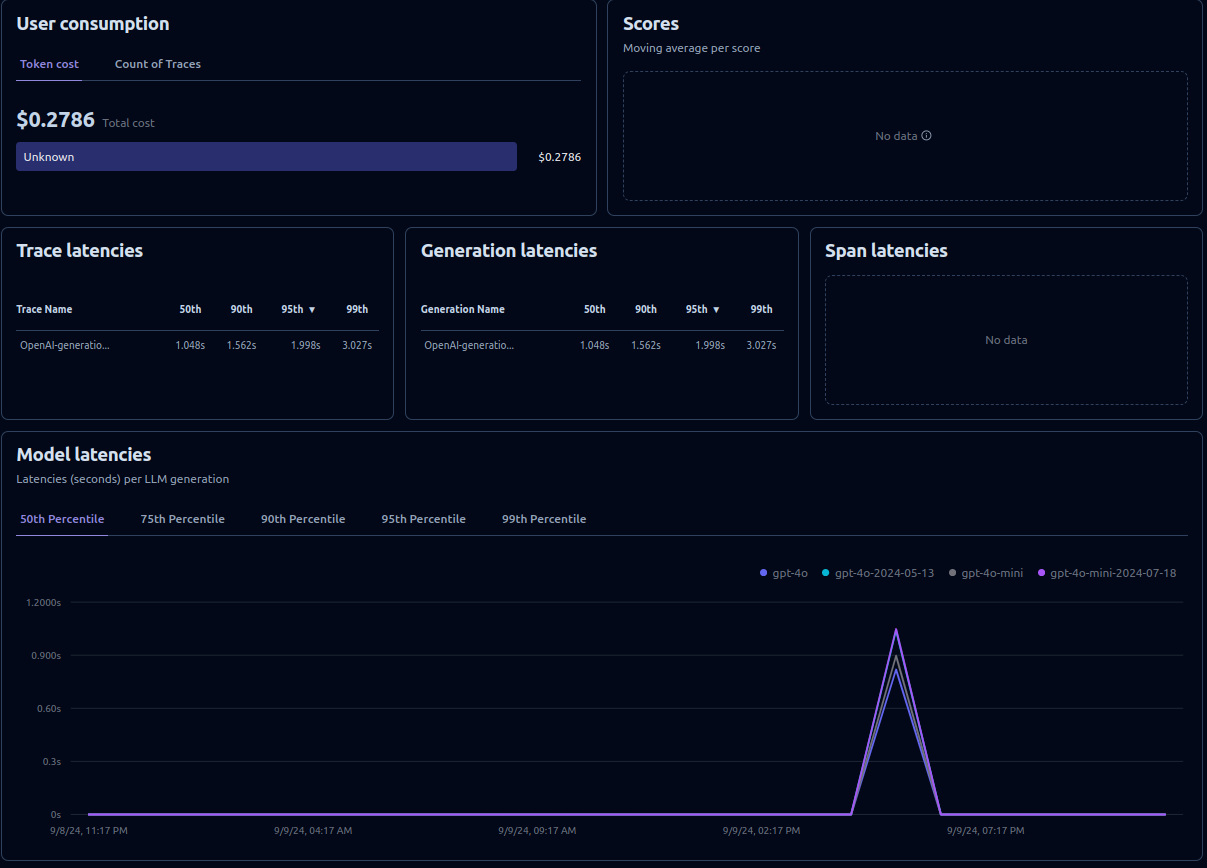 User consumption
Token cost Count of Traces
$0.2786 Total cost
Unknown $0.2786
Scores
Moving average per score
No data
Trace latencies
Trace Name 50th 90th 95th ▼ 99th
OpenAI-generatio... 1.048s 1.562s 1.998s 3.027s
Generation latencies
Generation Name 50th 90th 95th ▼ 99th
OpenAI-generatio... 1.048s 1.562s 1.998s 3.027s
Span latencies
No data
Model latencies
Latencies (seconds) per LLM generation
50th Percentile 75th Percentile 90th Percentile 95th Percentile 99th Percentile
gpt-4o gpt-4o-2024-05-13 gpt-4o-mini gpt-4o-mini-2024-07-18
1.2000s
0.900s
0.60s
0.3s
0s
9/8/24, 11:17 PM 9/9/24, 04:17 AM 9/9/24, 09:17 AM 9/9/24, 02:17 PM 9/9/24, 07:17 PM